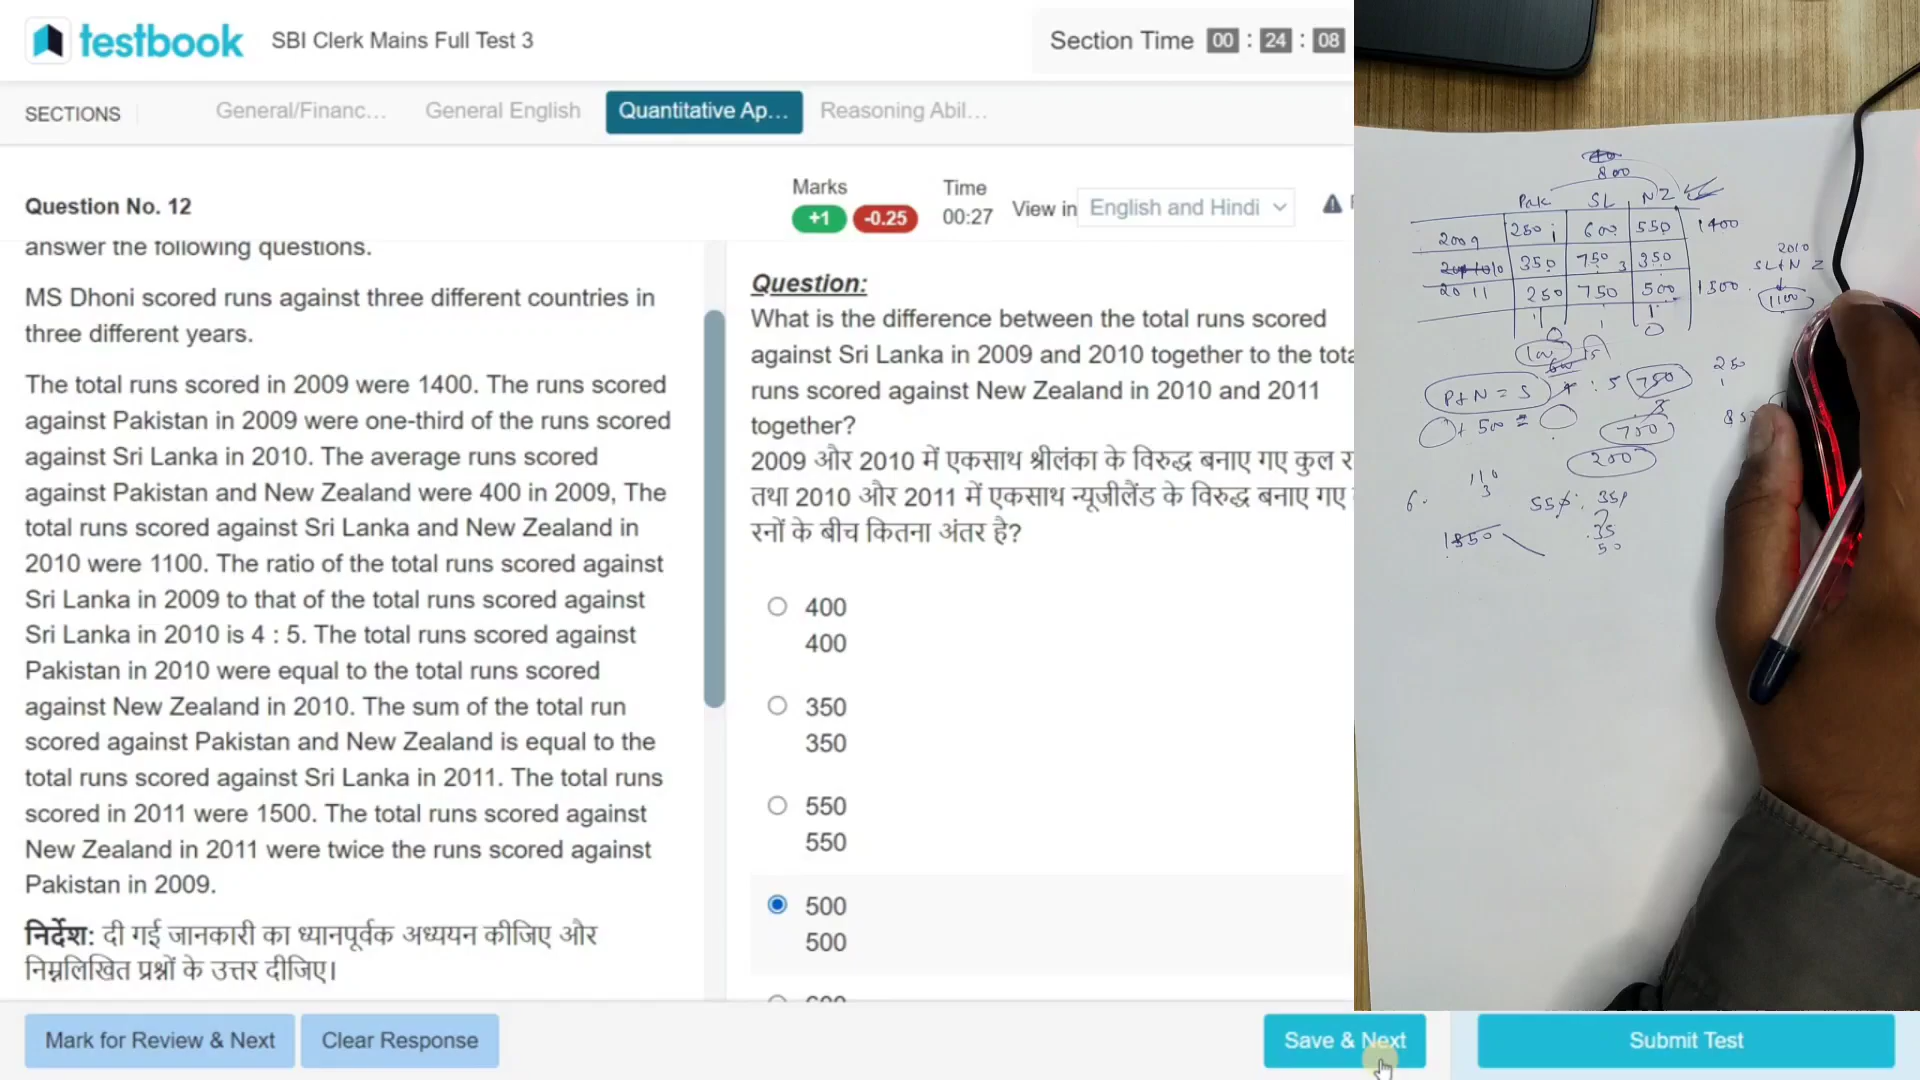 testbook
SBI Clerk Mains Full Test 3
Section Time 00 : 24 : 08
SECTIONS
General/Financ...
General English
Quantitative Ap...
Reasoning Abil...
Question No. 12
Marks
+1 -0.25
Time
00:27
View in English and Hindi
answer the following questions.
MS Dhoni scored runs against three different countries in
three different years.
The total runs scored in 2009 were 1400. The runs scored
against Pakistan in 2009 were one-third of the runs scored
against Sri Lanka in 2010. The average runs scored
against Pakistan and New Zealand were 400 in 2009, The
total runs scored against Sri Lanka and New Zealand in
2010 were 1100. The ratio of the total runs scored against
Sri Lanka in 2009 to that of the total runs scored against
Sri Lanka in 2010 is 4 : 5. The total runs scored against
Pakistan in 2010 were equal to the total runs scored
against New Zealand in 2010. The sum of the total run
scored against Pakistan and New Zealand is equal to the
total runs scored against Sri Lanka in 2011. The total runs
scored in 2011 were 1500. The total runs scored against
New Zealand in 2011 were twice the runs scored against
Pakistan in 2009.
निर्देश: दी गई जानकारी का ध्यानपूर्वक अध्ययन कीजिए और
निम्नलिखित प्रश्नों के उत्तर दीजिए।
Question:
What is the difference between the total runs scored
against Sri Lanka in 2009 and 2010 together to the tota
runs scored against New Zealand in 2010 and 2011
together?
2009 और 2010 में एकसाथ श्रीलंका के विरुद्ध बनाए गए कुल र
तथा 2010 और 2011 में एकसाथ न्यूजीलैंड के विरुद्ध बनाए गए
रनों के बीच कितना अंतर है?
400
400
350
350
550
550
500
500
Mark for Review & Next
Clear Response
Save & Next
Submit Test
800
Pak SL NZ
2009 250 600 550 1400
350 750 350
2011 250 750 500 1500
2010
SL+N Z
1100
100
P+N = S : 5 750
250
+ 500 =
750
200
110
3
6.
35
50